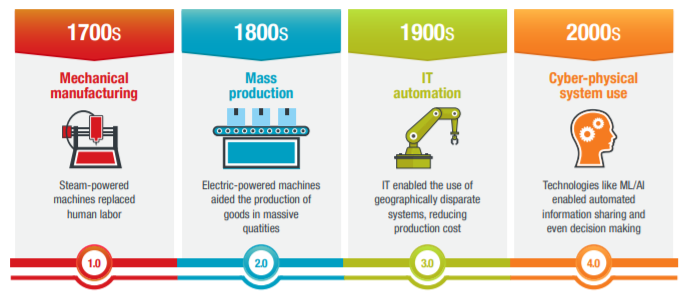 1700s
Mechanical
manufacturing
Steam-powered
machines replaced
human labor
1.0
1800s
Mass
production
Electric-powered machines
aided the production of
goods in massive
quatities
2.0
1900s
IT
automation
IT enabled the use of
geographically disparate
systems, reducing
production cost
3.0
2000s
Cyber-physical
system use
Technologies like ML/AI
enabled automated
information sharing and
even decision making
4.0